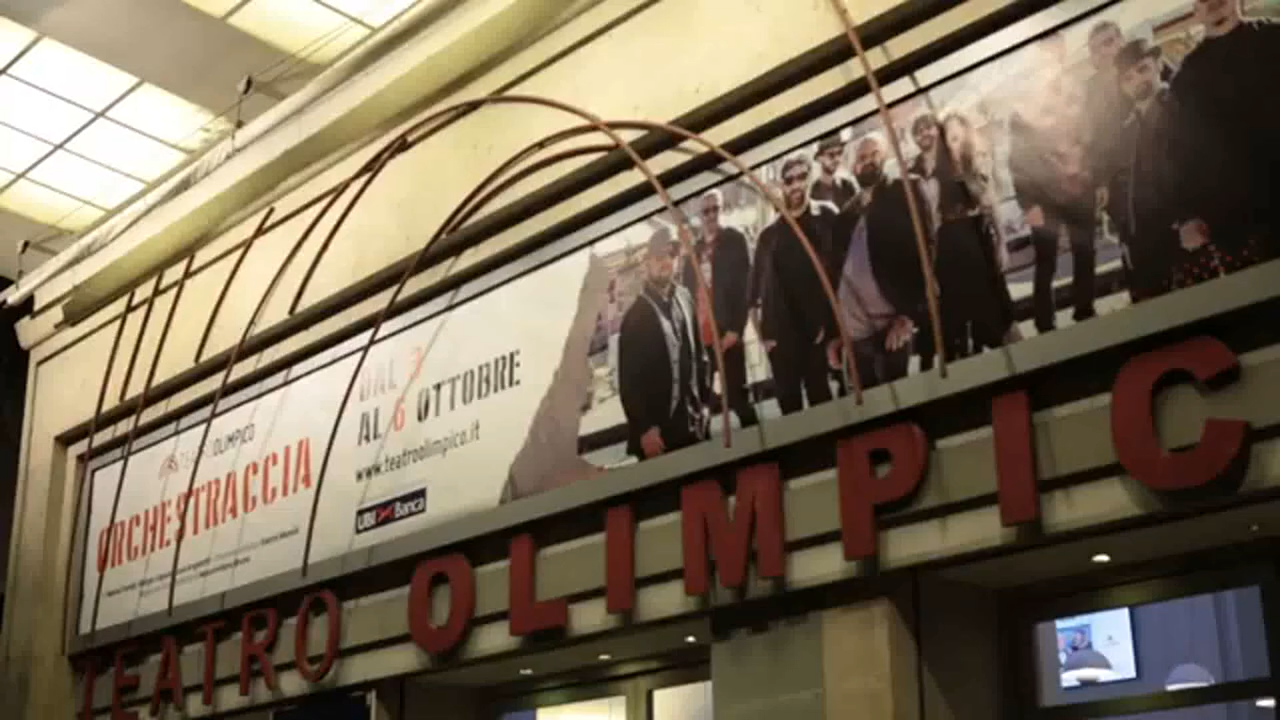 TEATRO OLIMPICO
ORCHESTRACCIA
DAL 3
AL 6 OTTOBRE
www.teatroolimpico.it
UBI Banca
TEATRO OLIMPIC